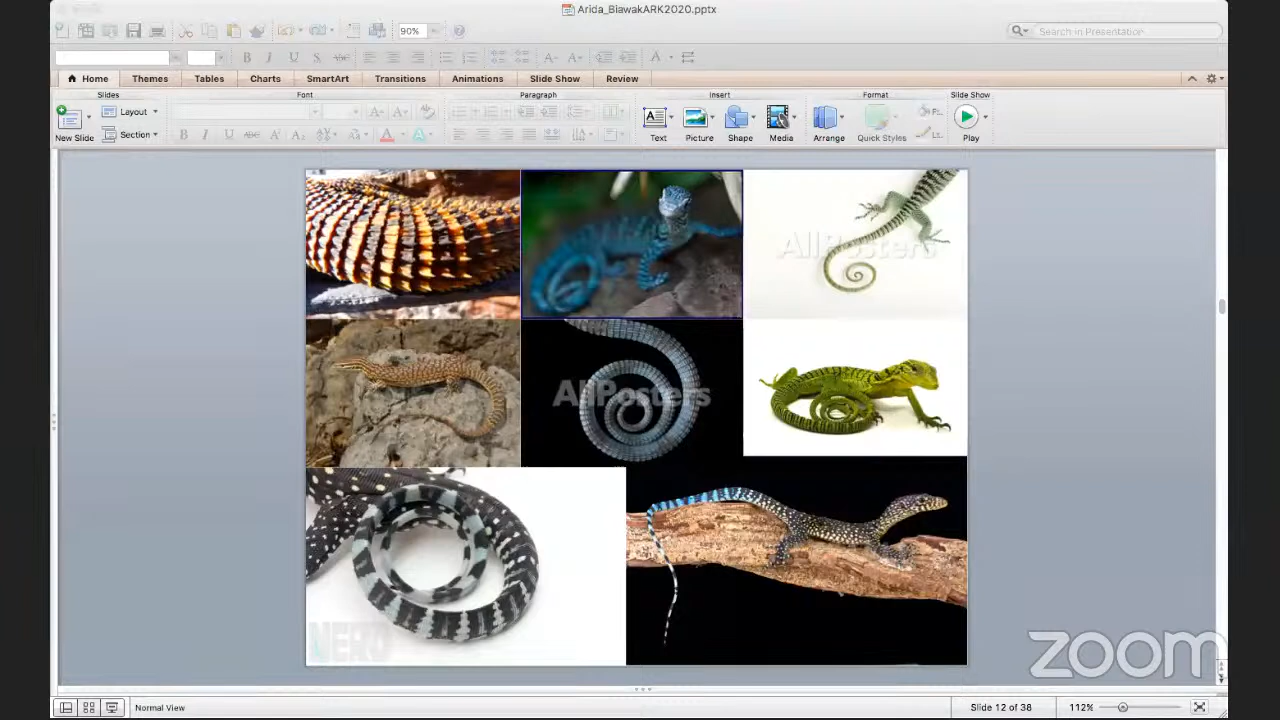 Arida_BiawakARK2020.pptx
90%
Search in Presentation
Home Themes Tables Charts SmartArt Transitions Animations Slide Show Review
Slides Font Paragraph Insert Format Slide Show
Layout
New Slide
Section
Text Picture Shape Media Arrange Quick Styles Play
AllPosters
AllPosters
NERD
zoom
Normal View Slide 12 of 38 112%